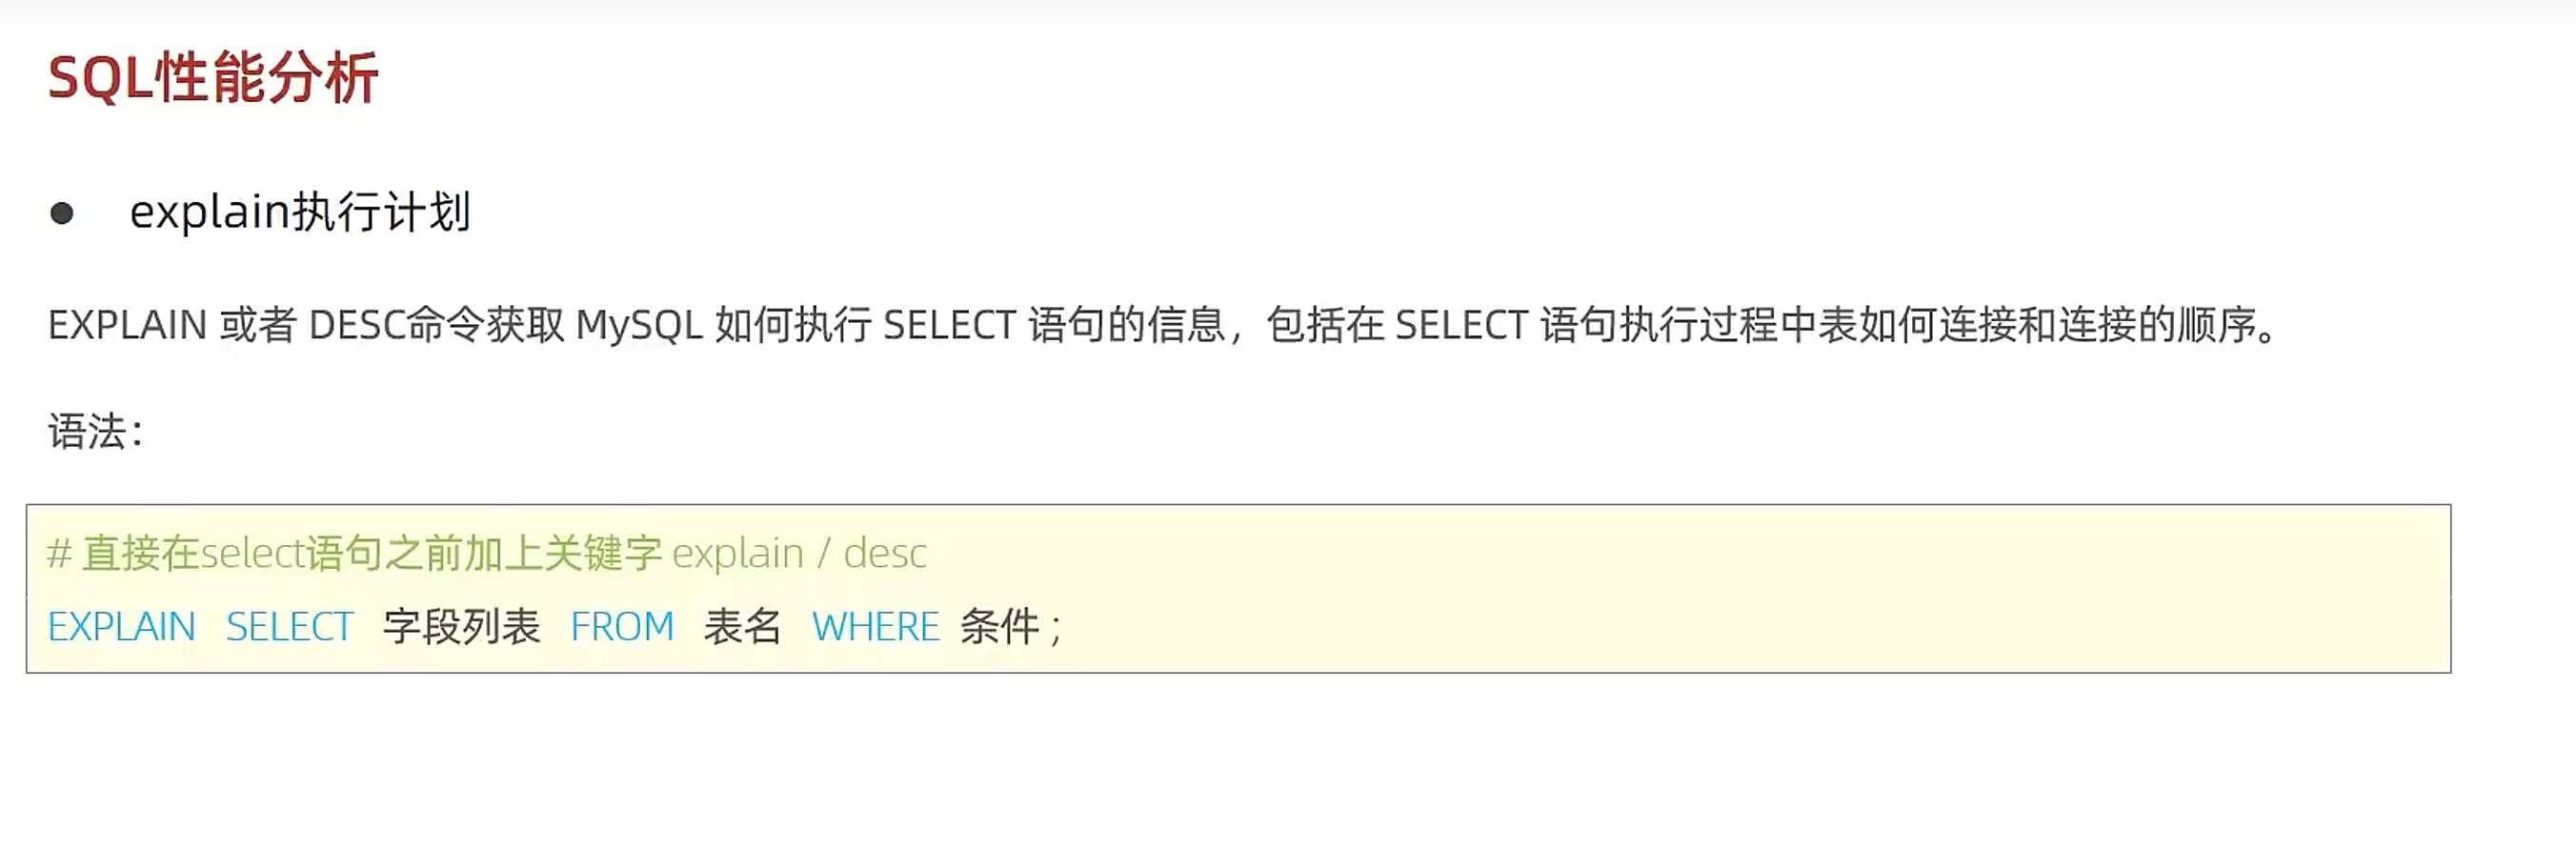 SQL性能分析
● explain执行计划
EXPLAIN 或者 DESC命令获取 MySQL 如何执行 SELECT 语句的信息，包括在 SELECT 语句执行过程中表如何连接和连接的顺序。
语法：
# 直接在select语句之前加上关键字 explain / desc
EXPLAIN SELECT 字段列表 FROM 表名 WHERE 条件 ;